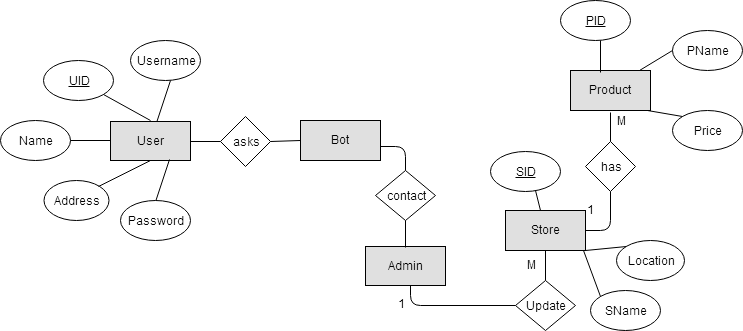 PID
PName
Username
UID
Product
Price
M
Name
User
asks
Bot
has
SID
Address
contact
Password
1
Store
Location
M
Admin
1
Update
SName